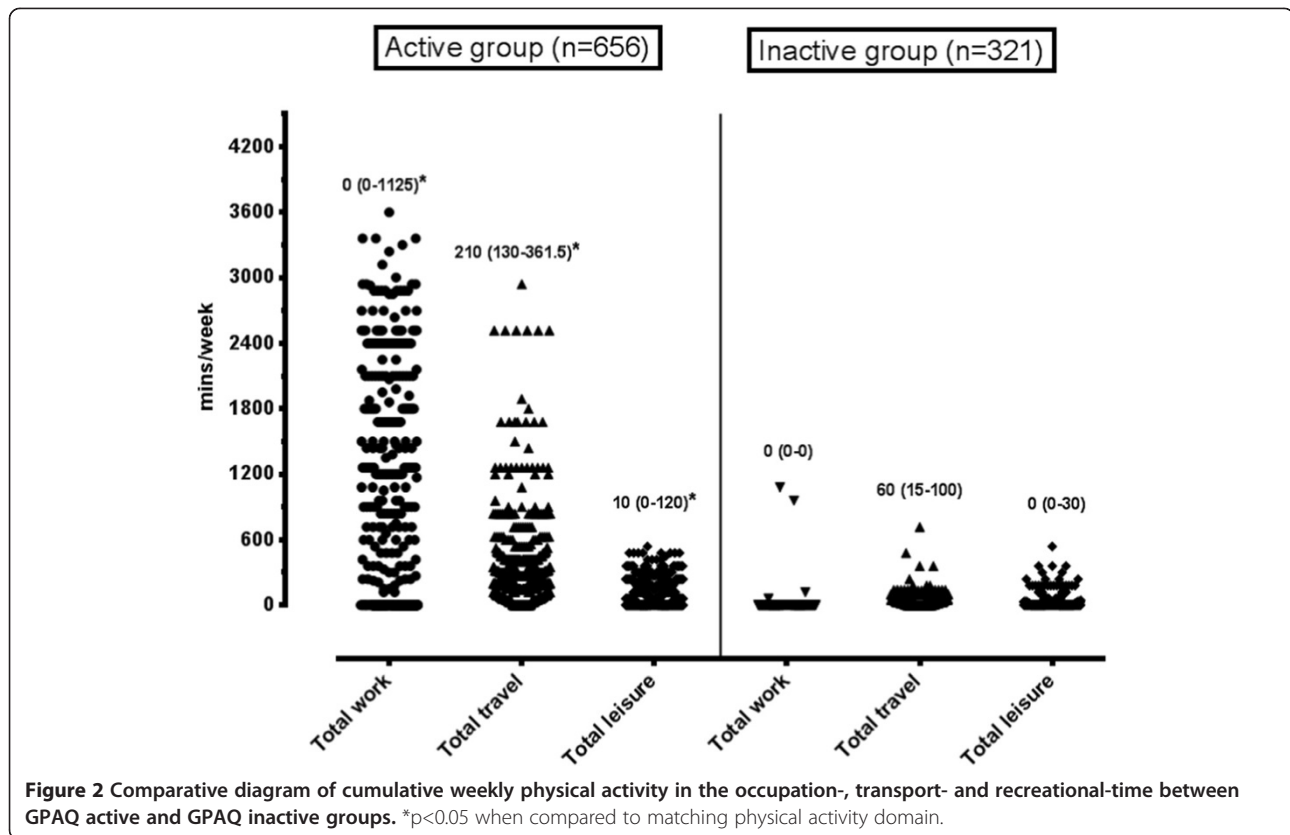 Active group (n=656)
Inactive group (n=321)
mins/week
4200
3600
3000
2400
1800
1200
600
0
0 (0-1125)*
210 (130-361.5)*
10 (0-120)*
0 (0-0)
60 (15-100)
0 (0-30)
Total work
Total travel
Total leisure
Total work
Total travel
Total leisure
Figure 2 Comparative diagram of cumulative weekly physical activity in the occupation-, transport- and recreational-time between
GPAQ active and GPAQ inactive groups. *p<0.05 when compared to matching physical activity domain.